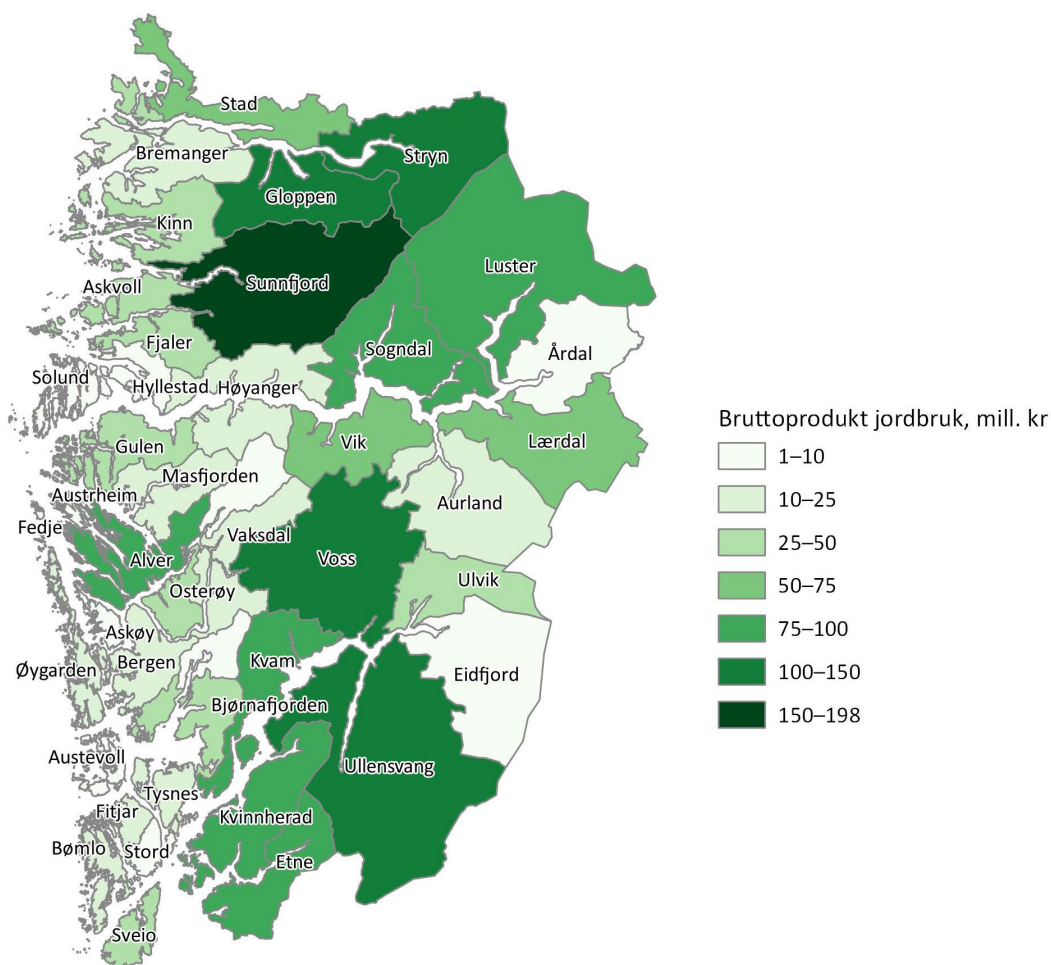 Stad
Bremanger
Stryn
Gloppen
Kinn
Luster
Askvoll
Sunnfjord
Fjaler
Sogndal
Årdal
Solund
Hyllestad
Høyanger
Gulen
Vik
Lærdal
Masfjorden
Austrheim
Aurland
Fedje
Vaksdal
Alver
Voss
Osterøy
Ulvik
Askøy
Bergen
Kvam
Øygarden
Eidfjord
Bjørnafjorden
Austevoll
Ullensvang
Tysnes
Fitjar
Kvinnherad
Bømlo
Stord
Etne
Sveio
Bruttoprodukt jordbruk, mill. kr
1–10
10–25
25–50
50–75
75–100
100–150
150–198